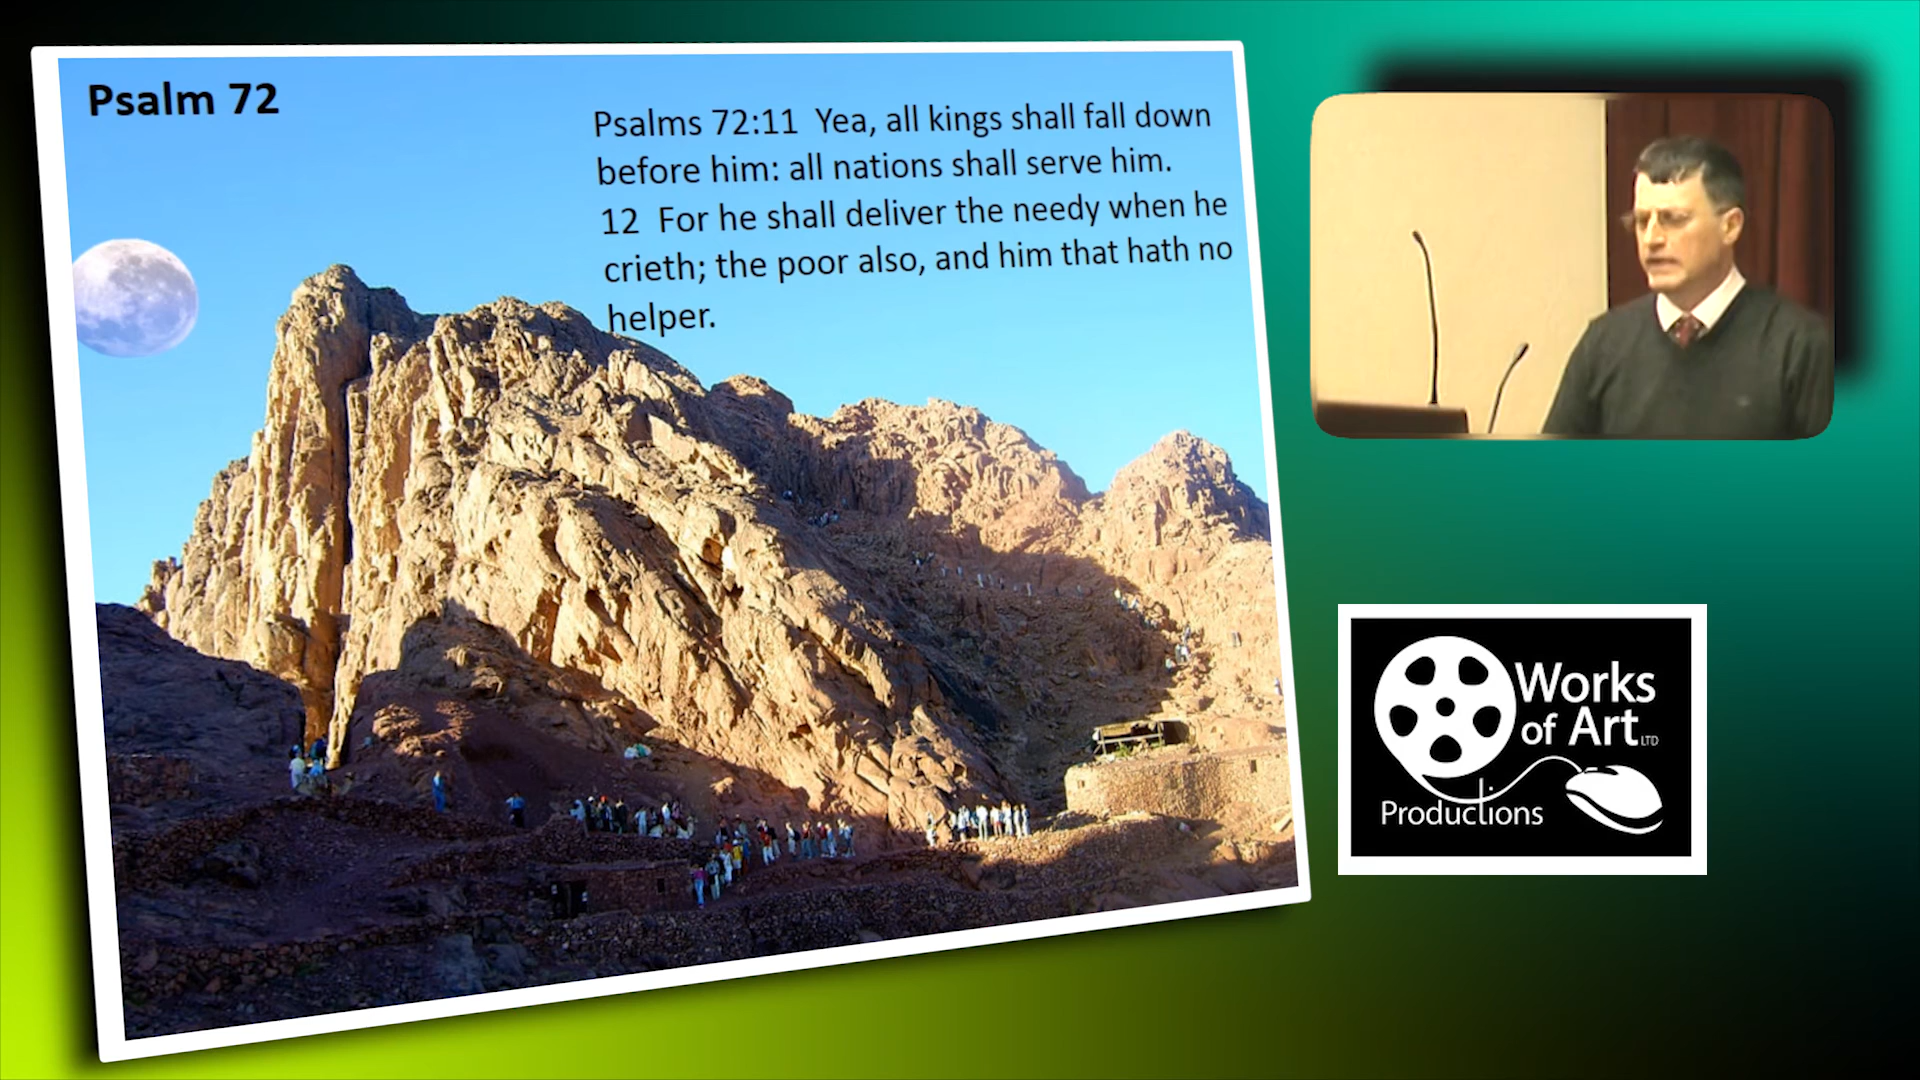 Psalm 72
Psalms 72:11  Yea, all kings shall fall down
before him: all nations shall serve him.
12  For he shall deliver the needy when he
crieth; the poor also, and him that hath no
helper.
Works
of Art LTD
Productions